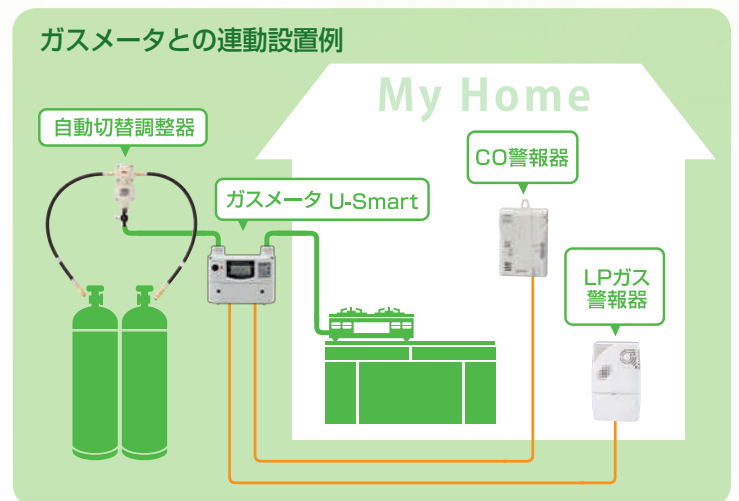 ガスメータとの連動設置例
My Home
自動切替調整器
ガスメータ U-Smart
CO警報器
LPガス
警報器